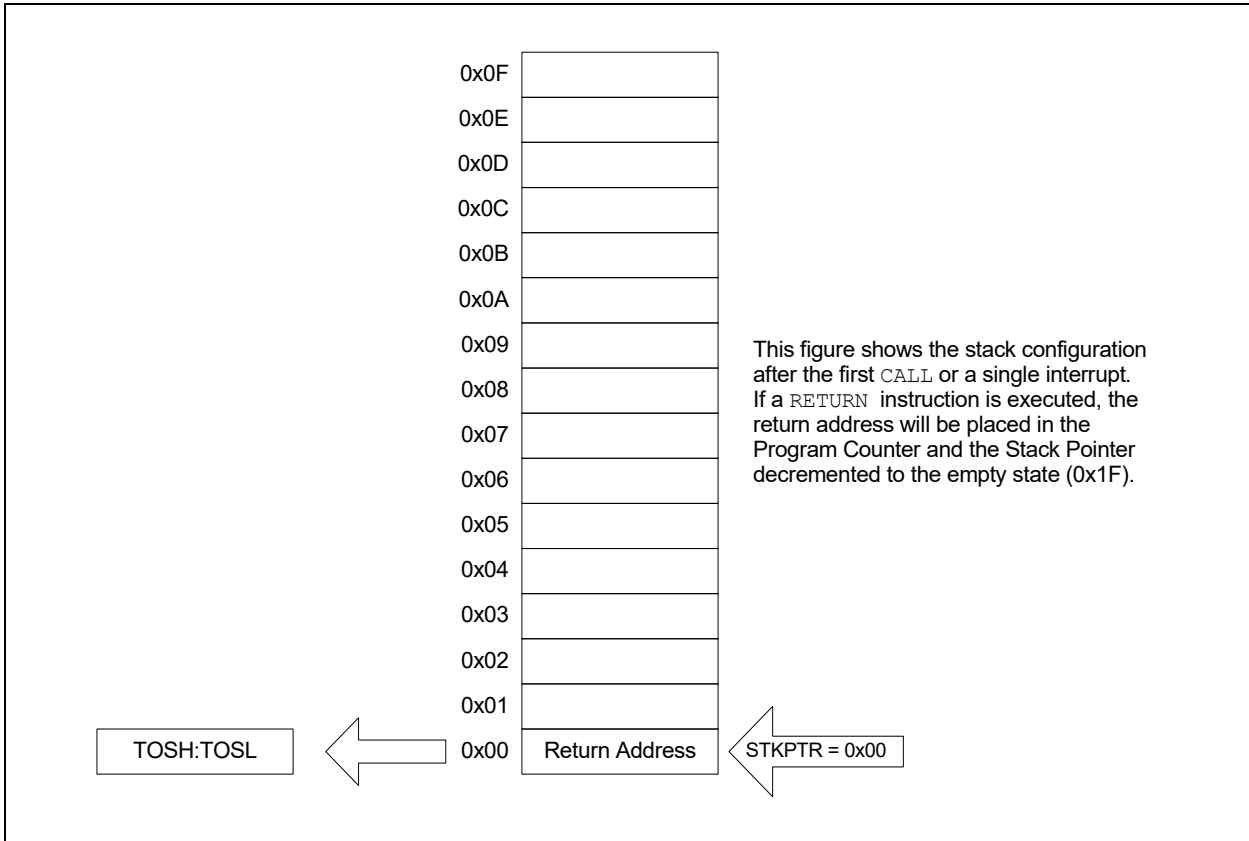 0x0F
0x0E
0x0D
0x0C
0x0B
0x0A
0x09
0x08
0x07
0x06
0x05
0x04
0x03
0x02
0x01
This figure shows the stack configuration
after the first CALL or a single interrupt.
If a RETURN instruction is executed, the
return address will be placed in the
Program Counter and the Stack Pointer
decremented to the empty state (0x1F).
TOSH:TOSL
0x00
Return Address
STKPTR = 0x00